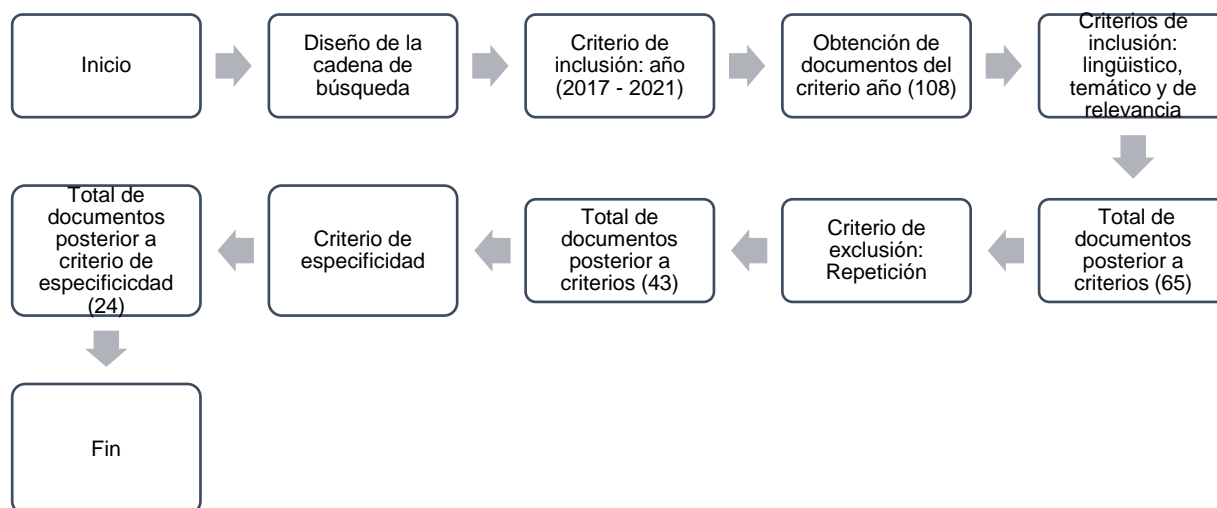 Inicio
Diseño de la
cadena de
búsqueda
Criterio de
inclusión: año
(2017 - 2021)
Obtención de
documentos del
criterio año (108)
Criterios de
inclusión:
lingüistico,
temático y de
relevancia
Total de
documentos
posterior a
criterios (65)
Criterio de
exclusión:
Repetición
Total de
documentos
posterior a
criterios (43)
Criterio de
especificidad
Total de
documentos
posterior a
criterio de
especificicdad
(24)
Fin